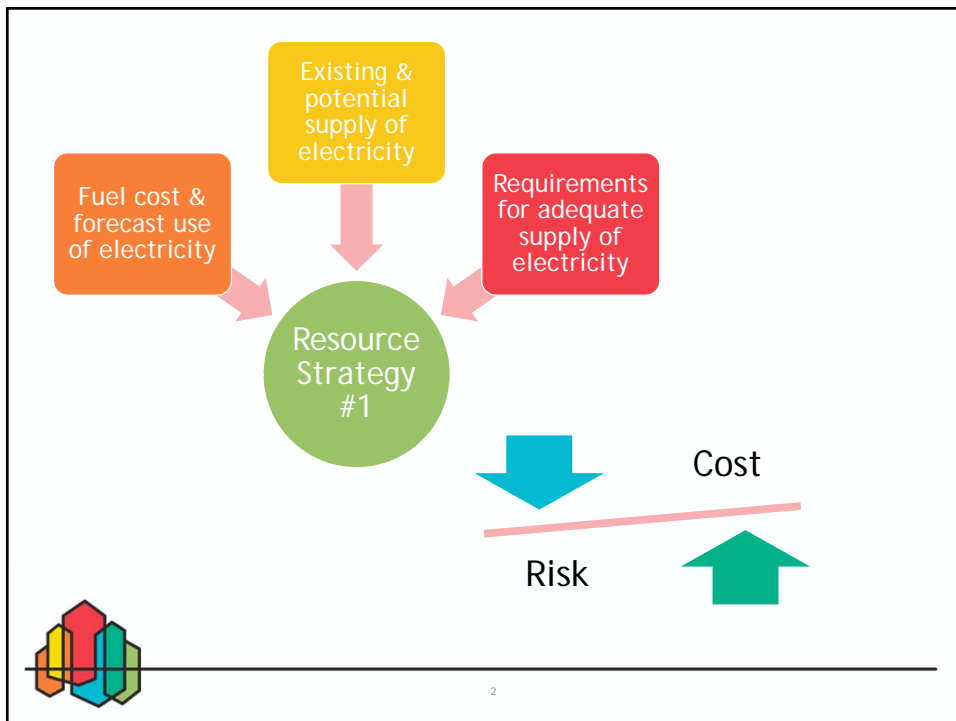 Existing &
potential
supply of
electricity
Fuel cost &
forecast use
of electricity
Requirements
for adequate
supply of
electricity
Resource
Strategy
#1
Cost
Risk
2